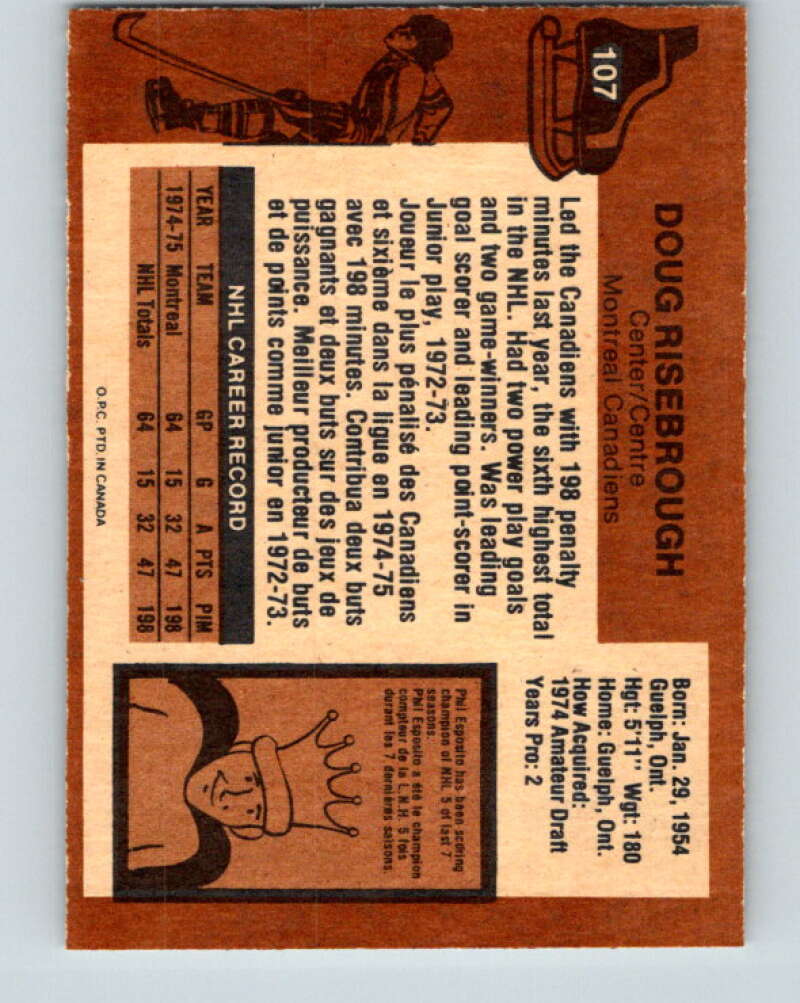 107
DOUG RISEBROUGH
Center/Centre
Montreal Canadiens
Born: Jan. 29, 1954
Guelph, Ont.
Hgt: 5'11" Wgt: 180
Home: Guelph, Ont.
How Acquired:
1974 Amateur Draft
Years Pro: 2
Led the Canadiens with 198 penalty
minutes last year, the sixth highest total
in the NHL. Had two power play goals
and two game-winners. Was leading
goal scorer and leading point-scorer in
Junior play, 1972-73.
Joueur le plus pénalisé des Canadiens
et sixième dans la ligue en 1974-75
avec 198 minutes. Contribua deux buts
gagnants et deux buts sur des jeux de
puissance. Meilleur producteur de buts
et de points comme junior en 1972-73.
NHL CAREER RECORD
YEAR TEAM GP G A PTS PIM
1974-75 Montreal 64 15 32 47 198
NHL Totals 64 15 32 47 198
Phil Esposito has been scoring
champion of NHL 5 of last 7
seasons.
Phil Esposito a été le champion
compteur de la L.N.H. 5 fois
durant les 7 dernières saisons.
O.P.C. PTD. IN CANADA